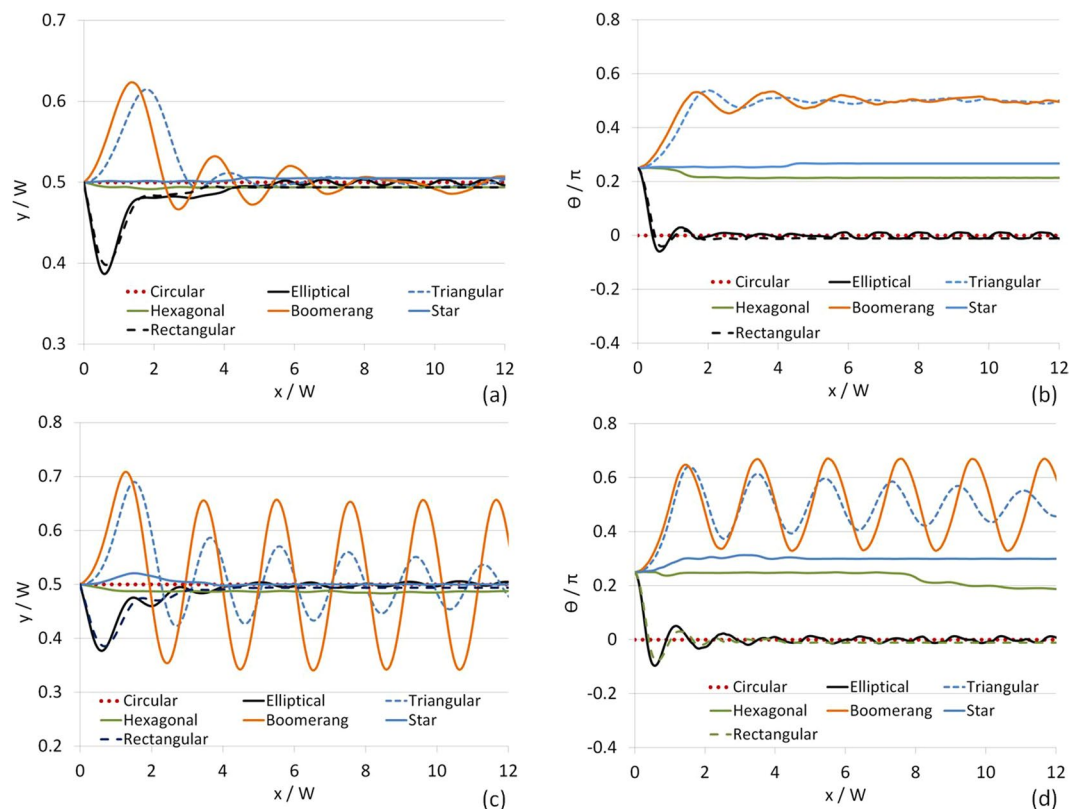 0.7
0.6
0.5
0.4
0.3
y / W
0 2 4 6 8 10 12
x / W
Circular Elliptical Triangular
Hexagonal Boomerang Star
Rectangular
(a)
0.8
0.6
0.4
0.2
0
-0.2
-0.4
Θ / π
0 2 4 6 8 10 12
x / W
Circular Elliptical Triangular
Hexagonal Boomerang Star
Rectangular
(b)
0.8
0.7
0.6
0.5
0.4
0.3
0.2
y / W
0 2 4 6 8 10 12
x / W
Circular Elliptical Triangular
Hexagonal Boomerang Star
Rectangular
(c)
0.8
0.6
0.4
0.2
0
-0.2
-0.4
Θ / π
0 2 4 6 8 10 12
x / W
Circular Elliptical Triangular
Hexagonal Boomerang Star
Rectangular
(d)